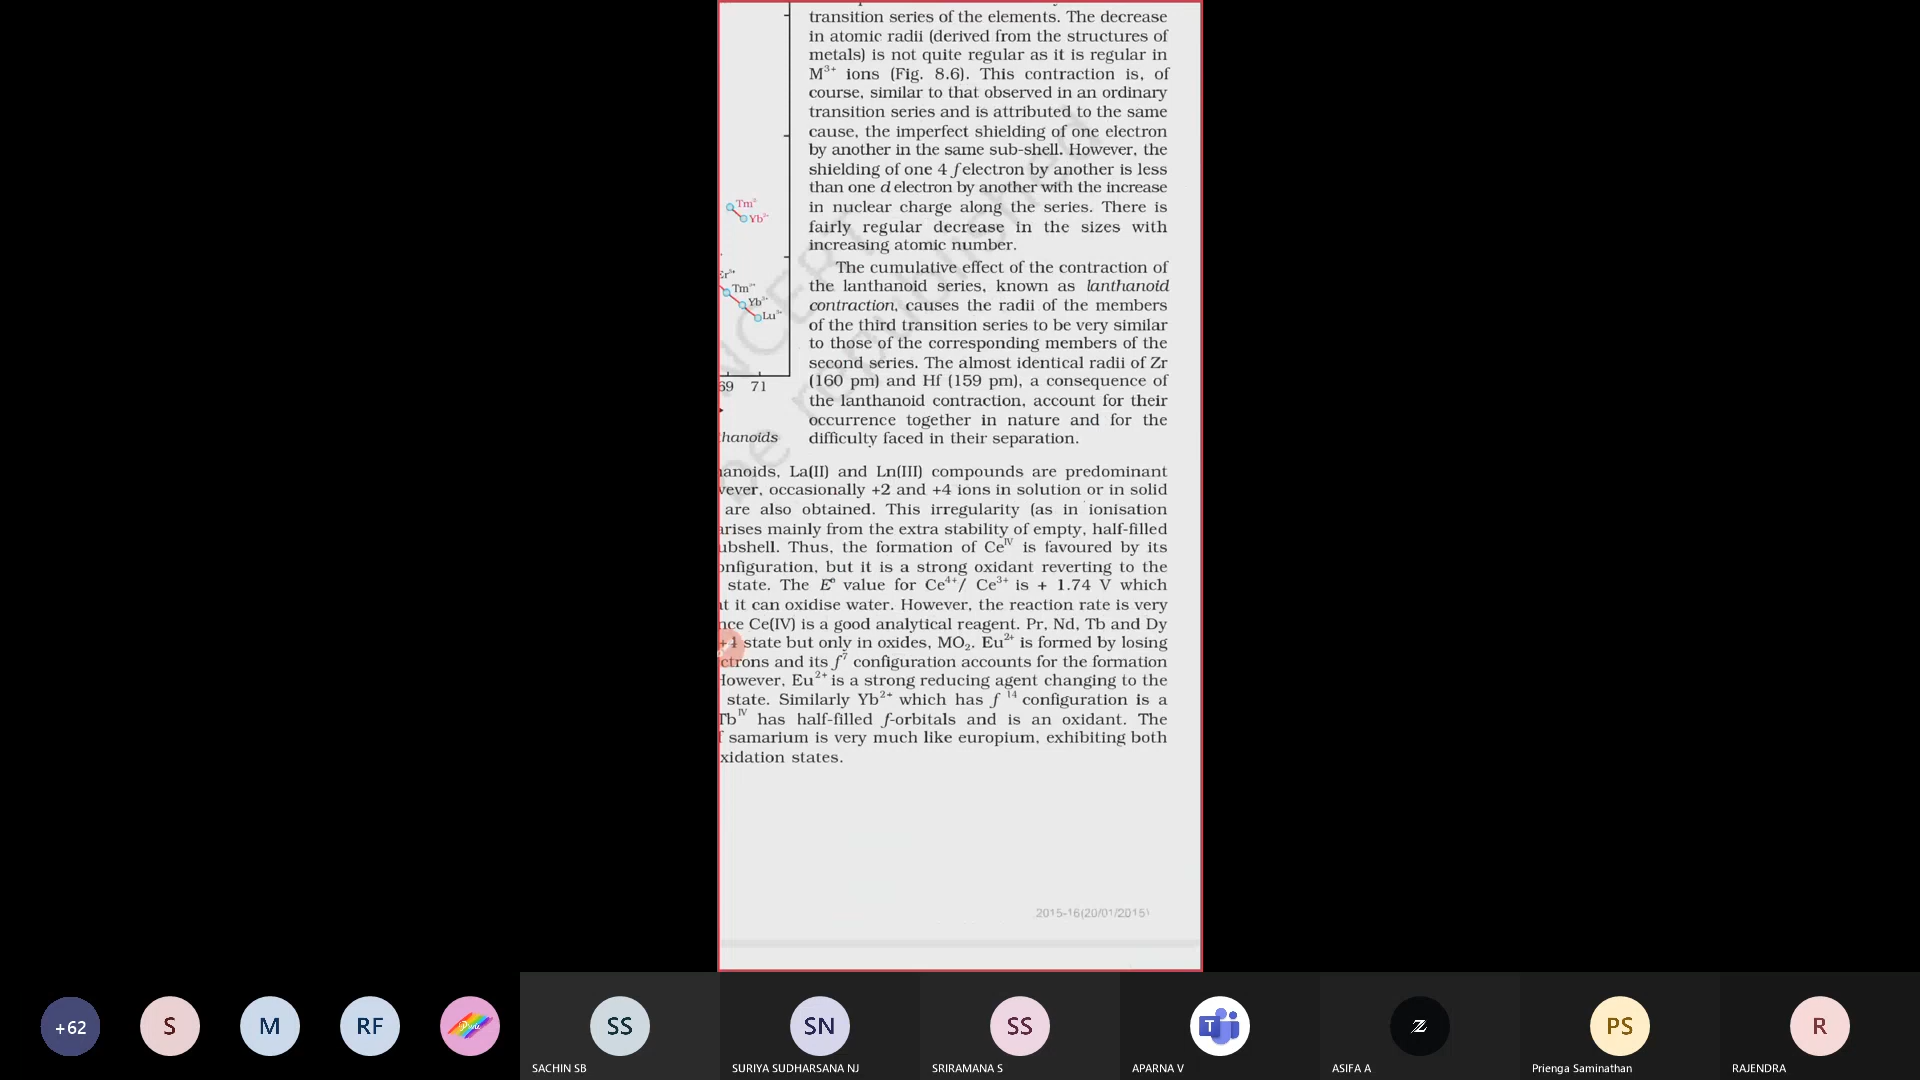 transition series of the elements. The decrease
in atomic radii (derived from the structures of
metals) is not quite regular as it is regular in
M3+ ions (Fig. 8.6). This contraction is, of
course, similar to that observed in an ordinary
transition series and is attributed to the same
cause, the imperfect shielding of one electron
by another in the same sub-shell. However, the
shielding of one 4 f electron by another is less
than one d electron by another with the increase
in nuclear charge along the series. There is
fairly regular decrease in the sizes with
increasing atomic number.
Tm2+
Yb2+
Er3+
Tm3+
Yb3+
Lu3+
69 71
hanoids
The cumulative effect of the contraction of
the lanthanoid series, known as lanthanoid
contraction, causes the radii of the members
of the third transition series to be very similar
to those of the corresponding members of the
second series. The almost identical radii of Zr
(160 pm) and Hf (159 pm), a consequence of
the lanthanoid contraction, account for their
occurrence together in nature and for the
difficulty faced in their separation.
anoids, La(II) and Ln(III) compounds are predominant
ever, occasionally +2 and +4 ions in solution or in solid
are also obtained. This irregularity (as in ionisation
arises mainly from the extra stability of empty, half-filled
ubshell. Thus, the formation of CeIV is favoured by its
onfiguration, but it is a strong oxidant reverting to the
state. The E° value for Ce4+/ Ce3+ is + 1.74 V which
t it can oxidise water. However, the reaction rate is very
nce Ce(IV) is a good analytical reagent. Pr, Nd, Tb and Dy
+4 state but only in oxides, MO2. Eu2+ is formed by losing
ctrons and its f7 configuration accounts for the formation
However, Eu2+ is a strong reducing agent changing to the
state. Similarly Yb2+ which has f 14 configuration is a
TbIV has half-filled f-orbitals and is an oxidant. The
f samarium is very much like europium, exhibiting both
xidation states.
NCERT
be republished
2015-16(20/01/2015)
+62
S
M
RF
SS
SN
SS
T
Z
PS
R
SACHIN SB
SURIYA SUDHARSANA NJ
SRIRAMANA S
APARNA V
ASIFA A
Prienga Saminathan
RAJENDRA